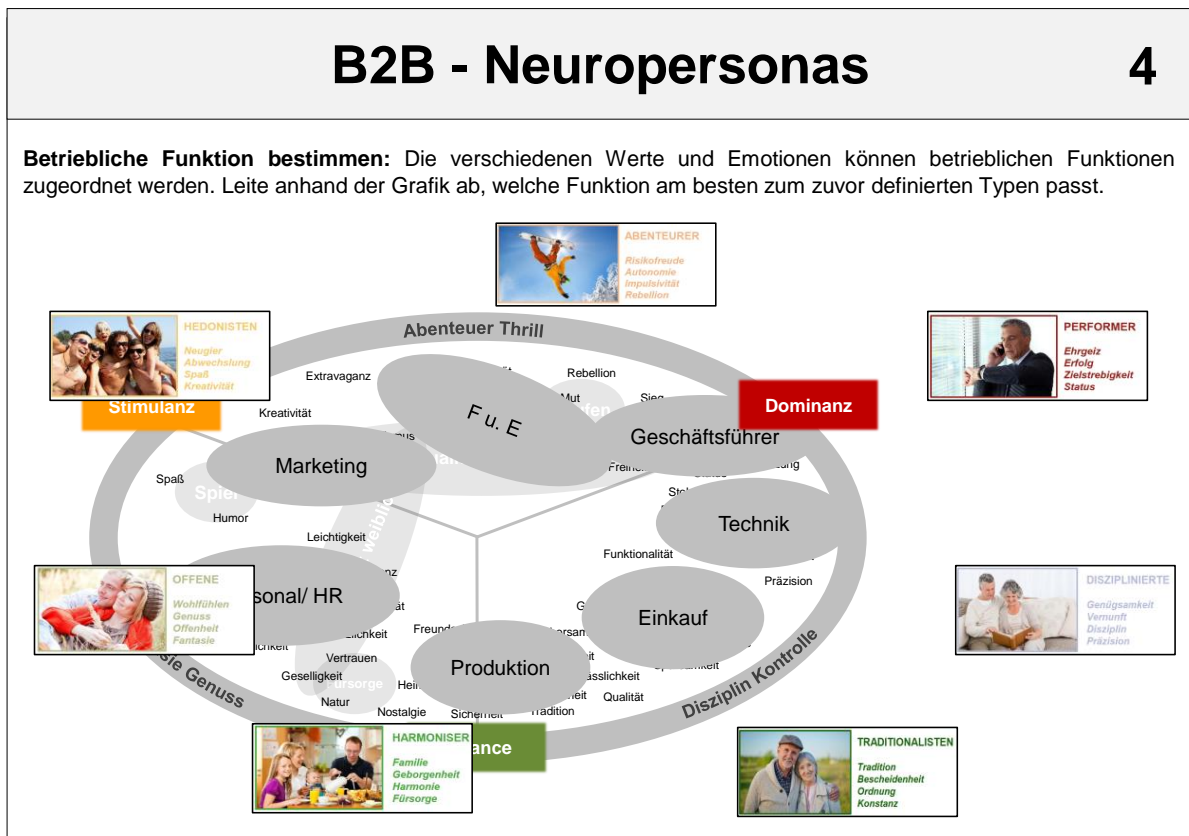 B2B - Neuropersonas
4
Betriebliche Funktion bestimmen: Die verschiedenen Werte und Emotionen können betrieblichen Funktionen
zugeordnet werden. Leite anhand der Grafik ab, welche Funktion am besten zum zuvor definierten Typen passt.
ABENTEURER
Risikofreude
Autonomie
Impulsivität
Rebellion
HEDONISTEN
Neugier
Abwechslung
Spaß
Kreativität
PERFORMER
Ehrgeiz
Erfolg
Zielstrebigkeit
Status
Abenteuer Thrill
Extravaganz
Rebellion
Mut
Sieg
Stimulanz
Dominanz
Kreativität
F u. E
Geschäftsführer
Marketing
Spaß
Spiel
Humor
Technik
Leichtigkeit
Funktionalität
Präzision
OFFENE
Wohlfühlen
Genuss
Offenheit
Fantasie
sonal/ HR
Einkauf
DISZIPLINIERTE
Genügsamkeit
Vernunft
Disziplin
Präzision
Vertrauen
Produktion
Geselligkeit
Natur
Nostalgie
Sicherheit
Tradition
Qualität
sie Genuss
Disziplin Kontrolle
HARMONISER
Familie
Geborgenheit
Harmonie
Fürsorge
ance
TRADITIONALISTEN
Tradition
Bescheidenheit
Ordnung
Konstanz